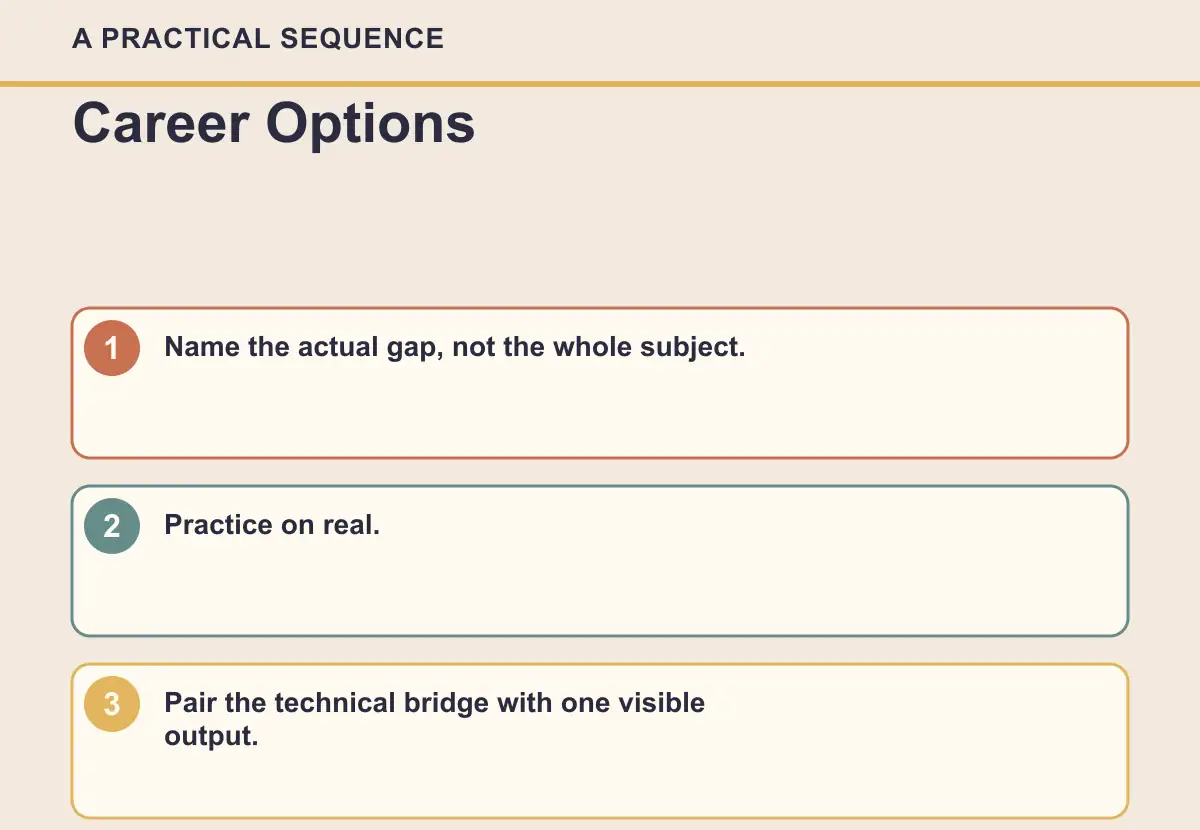 A PRACTICAL SEQUENCE
Career Options
1
Name the actual gap, not the whole subject.
2
Practice on real.
3
Pair the technical bridge with one visible
output.